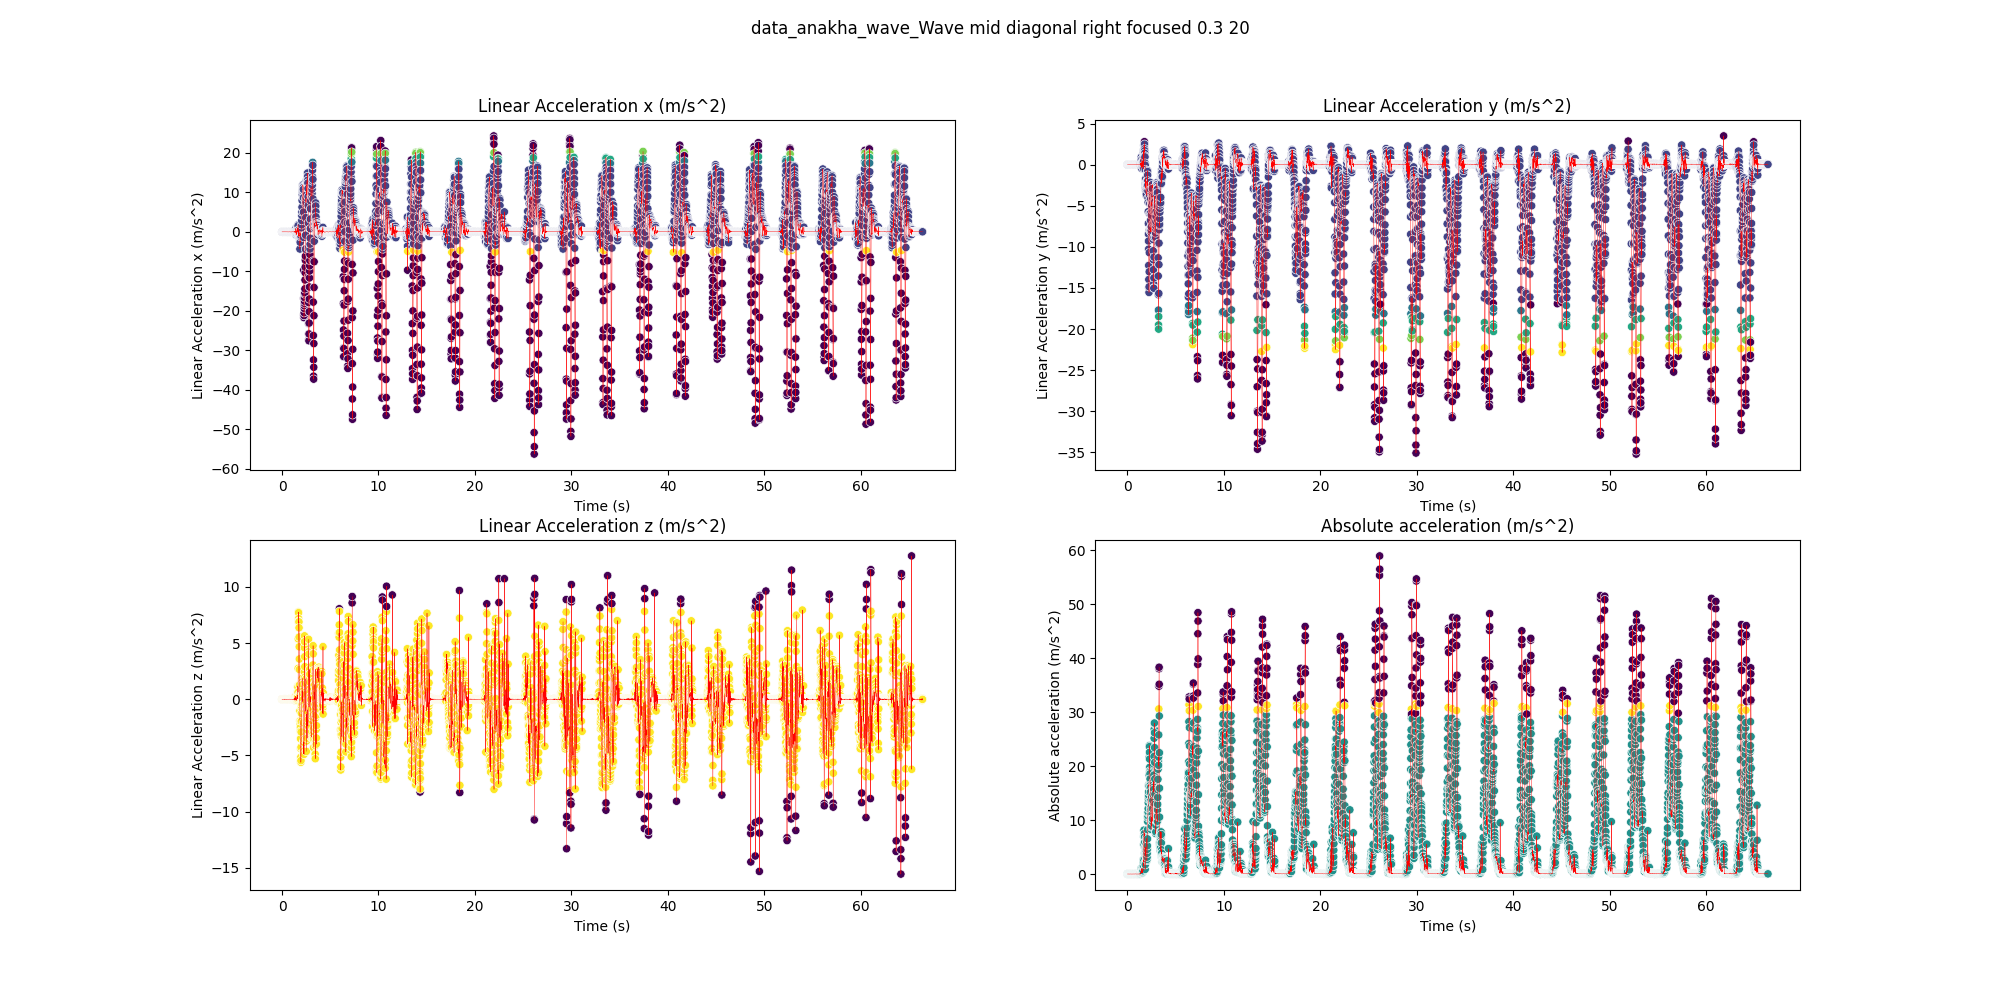 data_anakha_wave_Wave mid diagonal right focused 0.3 20
Linear Acceleration x (m/s^2)
Linear Acceleration x (m/s^2)
20
10
0
−10
−20
−30
−40
−50
−60
0 10 20 30 40 50 60
Time (s)
Linear Acceleration y (m/s^2)
Linear Acceleration y (m/s^2)
5
0
−5
−10
−15
−20
−25
−30
−35
0 10 20 30 40 50 60
Time (s)
Linear Acceleration z (m/s^2)
Linear Acceleration z (m/s^2)
10
5
0
−5
−10
−15
0 10 20 30 40 50 60
Time (s)
Absolute acceleration (m/s^2)
Absolute acceleration (m/s^2)
60
50
40
30
20
10
0
0 10 20 30 40 50 60
Time (s)